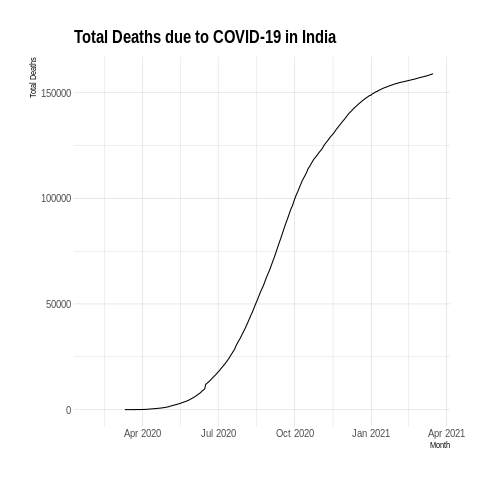 Total Deaths due to COVID-19 in India
Total Deaths
150000
100000
50000
0
Apr 2020 Jul 2020 Oct 2020 Jan 2021 Apr 2021
Month